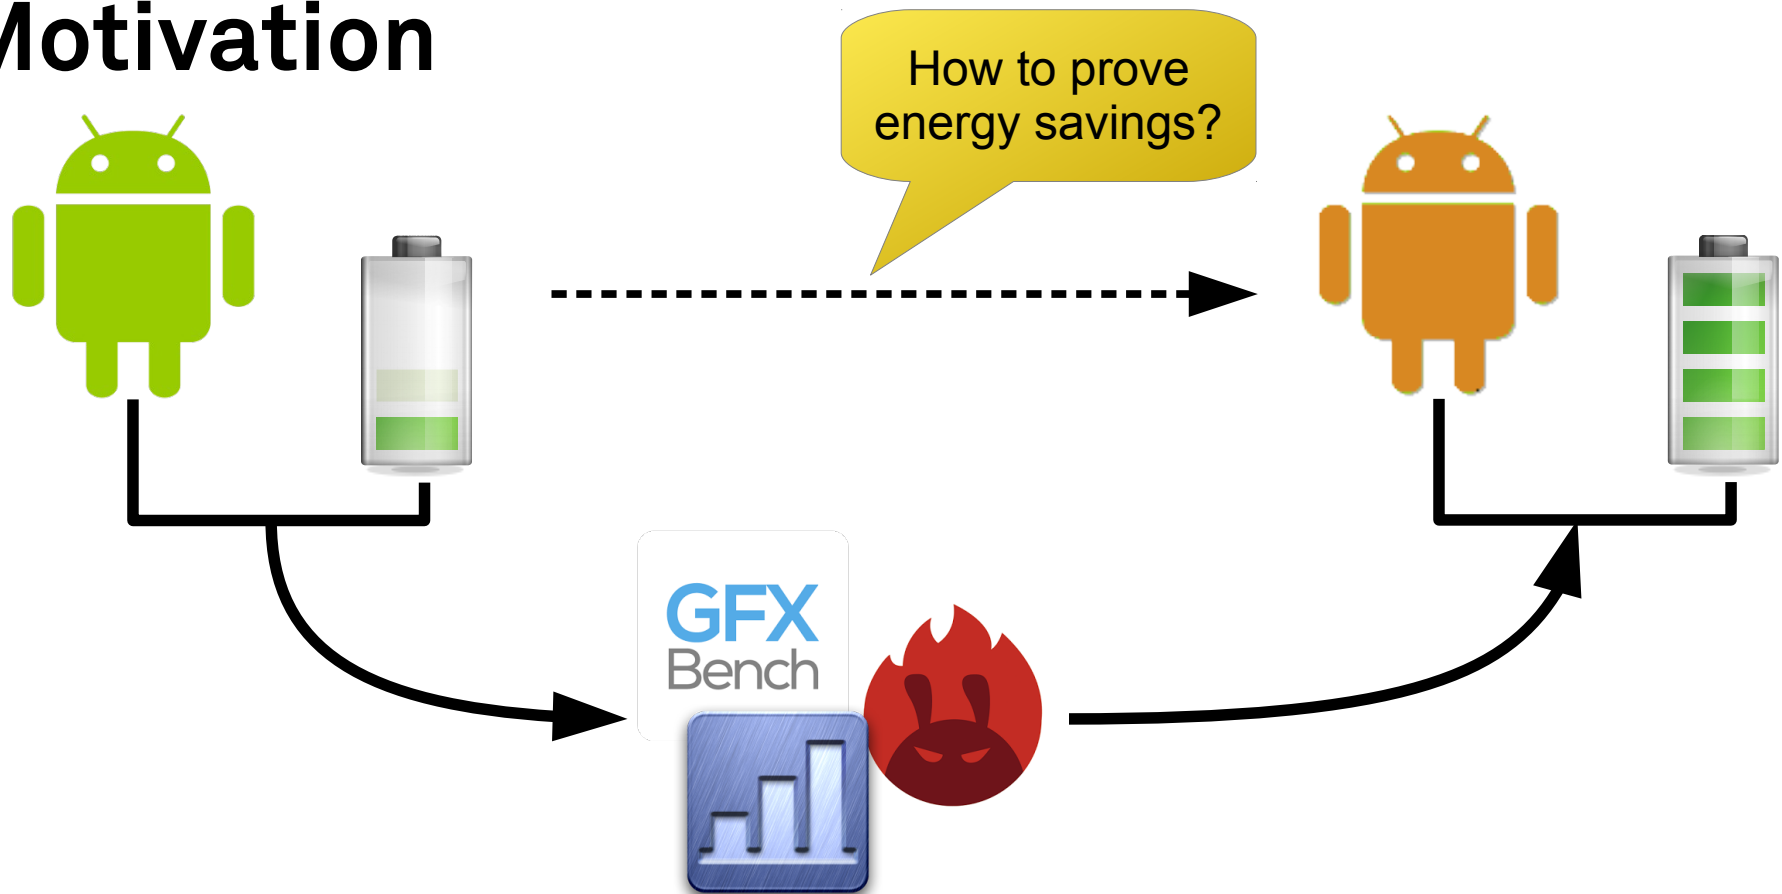 Motivation
How to prove
energy savings?
GFX
Bench